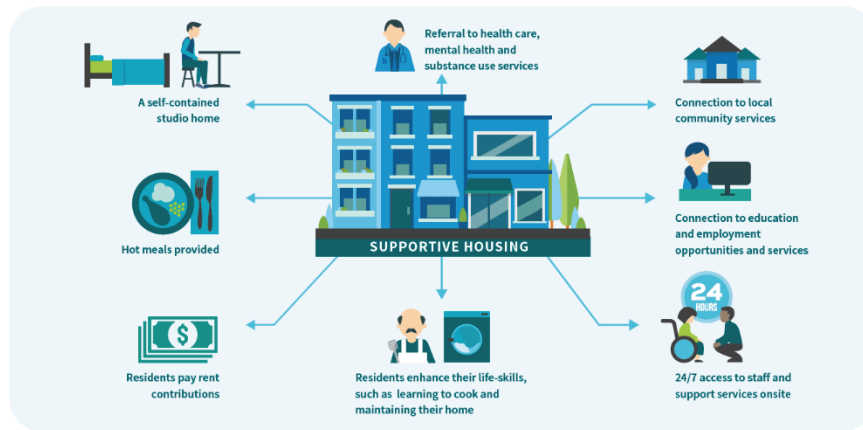 Referral to health care,
mental health and
substance use services
A self-contained
studio home
Connection to local
community services
Hot meals provided
SUPPORTIVE HOUSING
Connection to education
and employment
opportunities and services
24
HOURS
$
Residents pay rent
contributions
Residents enhance their life-skills,
such as learning to cook and
maintaining their home
24/7 access to staff and
support services onsite